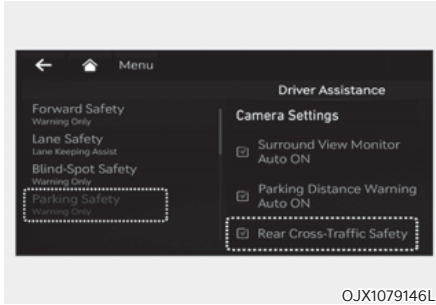 Menu
Driver Assistance
Forward Safety
Warning Only
Lane Safety
Lane Keeping Assist
Blind-Spot Safety
Warning Only
Parking Safety
Warning Only
Camera Settings
Surround View Monitor
Auto ON
Parking Distance Warning
Auto ON
Rear Cross-Traffic Safety
OJX1079146L